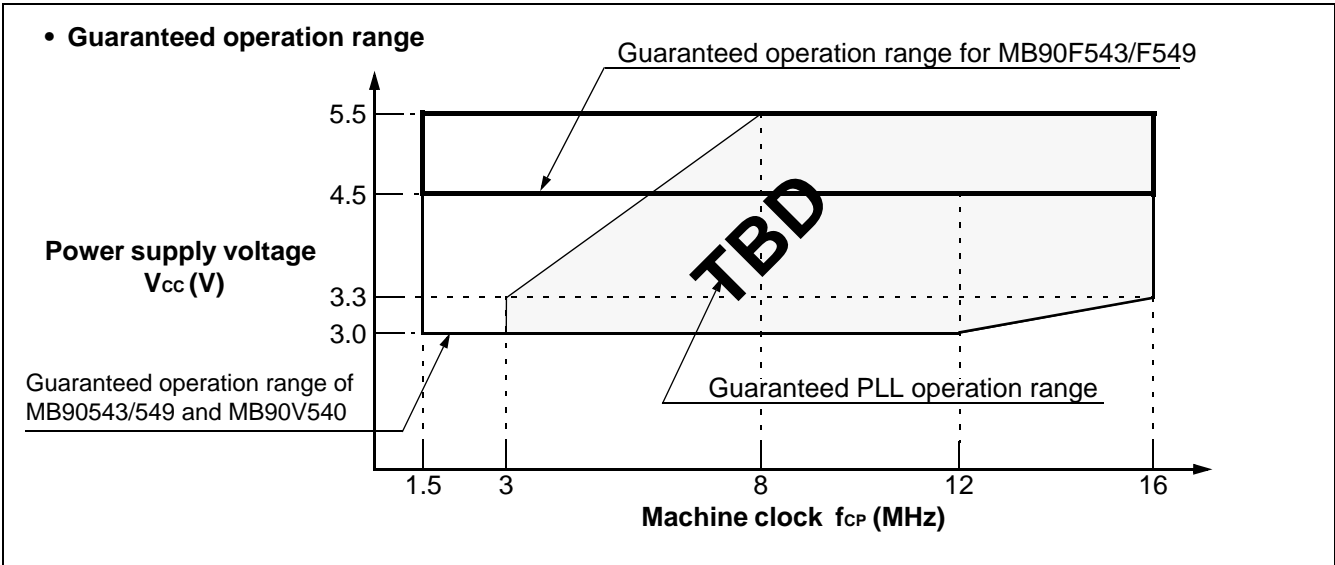 • Guaranteed operation range
Guaranteed operation range for MB90F543/F549
5.5
4.5
Power supply voltage
VCC (V)
3.3
3.0
TBD
Guaranteed operation range of
MB90543/549 and MB90V540
Guaranteed PLL operation range
1.5 3 8 12 16
Machine clock fCP (MHz)